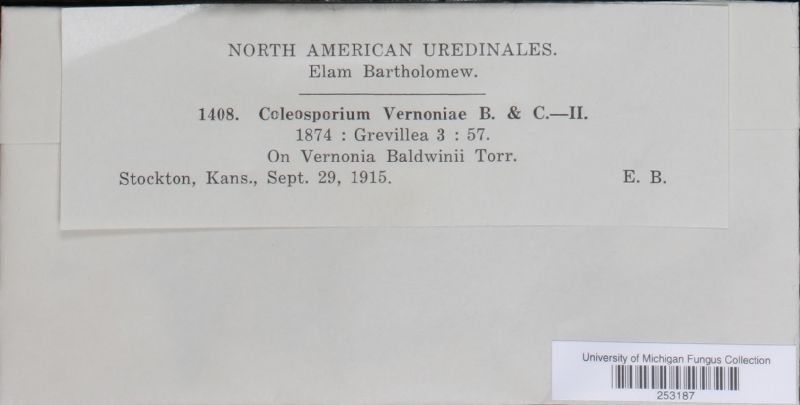 NORTH AMERICAN UREDINALES.
Elam Bartholomew.
1408. Coleosporium Vernoniae B. & C.—II.
1874 : Grevillea 3 : 57.
On Vernonia Baldwinii Torr.
Stockton, Kans., Sept. 29, 1915. E. B.
University of Michigan Fungus Collection
253187